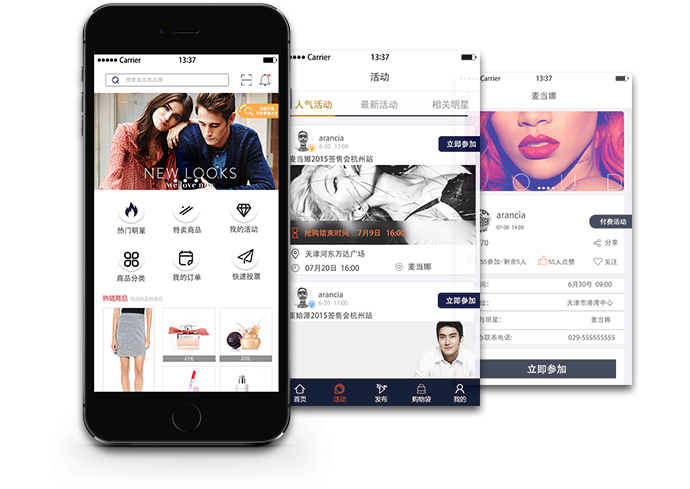 Carrier 13:37
搜索商品和品牌
NEW LOOKS
we love new
热门明星
特卖商品
我的活动
商品分类
我的订单
快速投票
热销商品
27元
27元
Carrier 13:37
活动
人气活动
最新活动
相关明星
arancia
6-30 17:00
立即参加
麦当娜2015签售会杭州站
抢购结束时间 7月9日 16:00
天津河东万达广场
07月20日 16:00
麦当娜
arancia
6-30 17:00
立即参加
崔始源2015签售会杭州站
首页
活动
发布
购物袋
我的
Carrier 13:37
麦当娜
O U D
arancia
07-06 14:00
付费活动
70
分享
55参加/剩余5人
55人点赞
关注
间: 6月30号 09:00
址: 天津市港湾中心
与明星: 麦当娜
办联系电话: 029-555555555
立即参加